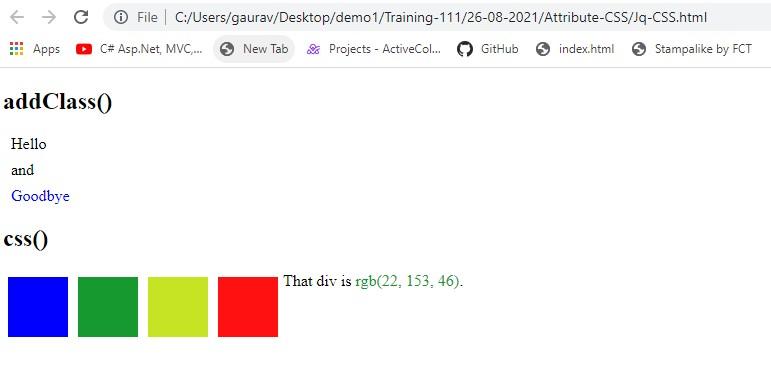 File C:/Users/gaurav/Desktop/demo1/Training-111/26-08-2021/Attribute-CSS/Jq-CSS.html
C# Asp.Net, MVC,... New Tab Projects - ActiveCol... GitHub index.html Stampalike by FCT
addClass()
Hello
and
Goodbye
css()
That div is rgb(22, 153, 46).